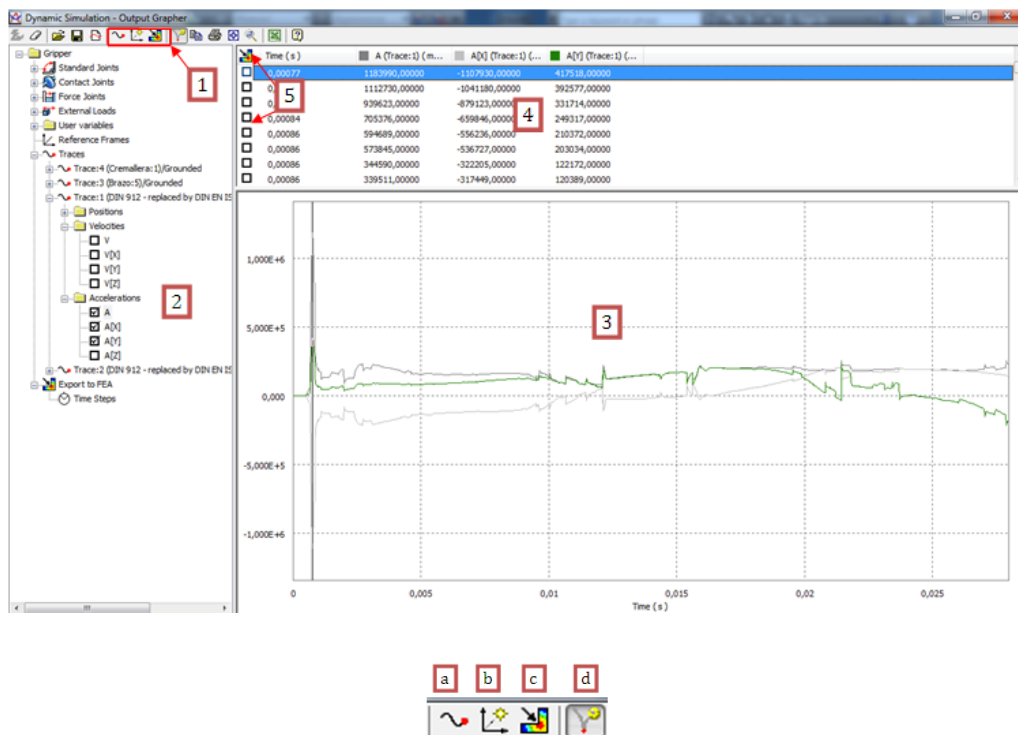 Dynamic Simulation - Output Grapher
1
Gripper
Standard Joints
Contact Joints
Force Joints
External Loads
User variables
Reference Frames
Traces
Trace:4 (Cremallera:1)/Grounded
Trace:3 (Brazo:5)/Grounded
Trace:1 (DIN 912 - replaced by DIN EN IS
Positions
Velocities
V
V[X]
V[Y]
V[Z]
Accelerations
2
A
A[X]
A[Y]
A[Z]
Trace:2 (DIN 912 - replaced by DIN EN IS
Export to FEA
Time Steps
Time (s) A (Trace:1) (m... A[X] (Trace:1) (... A[Y] (Trace:1) (...
0,00077 1183990,00000 -1107930,00000 417518,00000
1112730,00000 -1041180,00000 392577,00000
939623,00000 -879123,00000 331714,00000
0,00084 705376,00000 -659846,00000 249317,00000
0,00086 594689,00000 -556236,00000 210372,00000
0,00086 573845,00000 -536727,00000 203034,00000
0,00086 344590,00000 -322205,00000 122172,00000
0,00086 339511,00000 -317449,00000 120389,00000
5
4
3
1,000E+6
5,000E+5
0,000
-5,000E+5
-1,000E+6
0 0,005 0,01 0,015 0,02 0,025
Time ( s )
a b c d